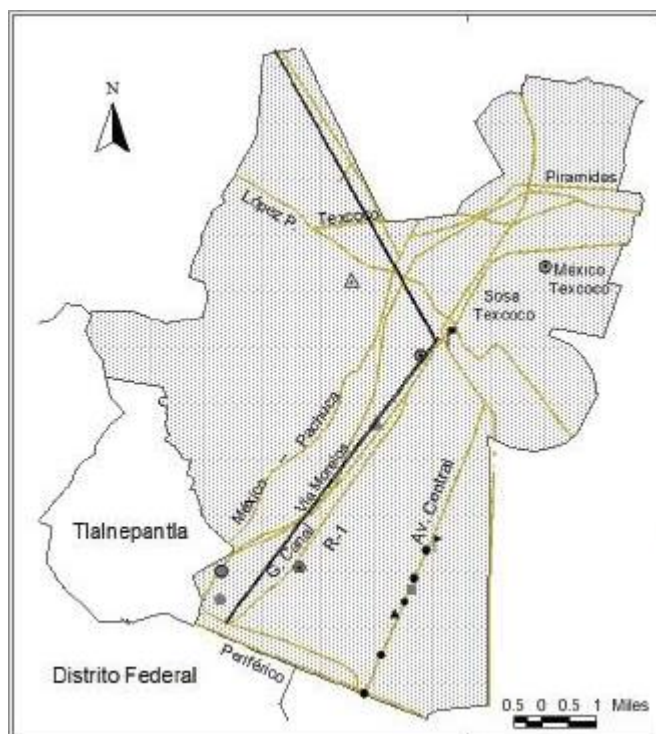 N
Piramides
López P.
Texcoco
México
Texcoco
Sosa
Texcoco
México - Pachuca
Vía Morelos
Av. Central
G. Canal
R-1
Tlalnepantla
Periférico
Distrito Federal
0.5 0 0.5 1 Miles